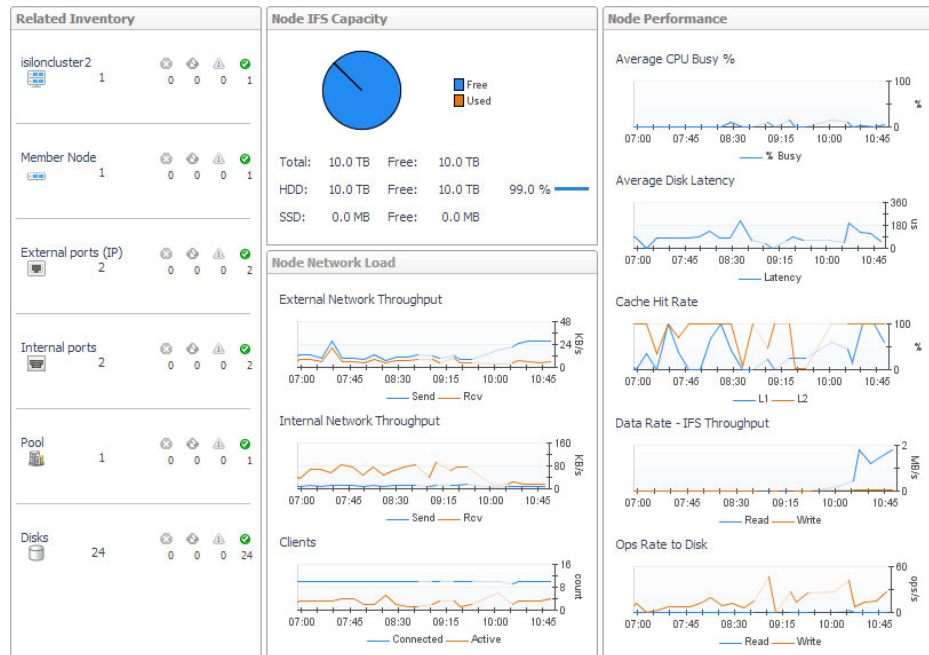 Related Inventory
isiloncluster2
1
0 0 0 1
Member Node
1
0 0 0 1
External ports (IP)
2
0 0 0 2
Internal ports
2
0 0 0 2
Pool
1
0 0 0 1
Disks
24
0 0 0 24
Node IFS Capacity
Free
Used
Total: 10.0 TB Free: 10.0 TB
HDD: 10.0 TB Free: 10.0 TB 99.0 %
SSD: 0.0 MB Free: 0.0 MB
Node Network Load
External Network Throughput
48
24
0
KB/s
07:00 07:45 08:30 09:15 10:00 10:45
Send Rcv
Internal Network Throughput
160
80
0
KB/s
07:00 07:45 08:30 09:15 10:00 10:45
Send Rcv
Clients
16
8
0
count
07:00 07:45 08:30 09:15 10:00 10:45
Connected Active
Node Performance
Average CPU Busy %
100
0
%
07:00 07:45 08:30 09:15 10:00 10:45
% Busy
Average Disk Latency
360
180
0
us
07:00 07:45 08:30 09:15 10:00 10:45
Latency
Cache Hit Rate
100
0
%
07:00 07:45 08:30 09:15 10:00 10:45
L1 L2
Data Rate - IFS Throughput
2
0
MB/s
07:00 07:45 08:30 09:15 10:00 10:45
Read Write
Ops Rate to Disk
60
0
ops/s
07:00 07:45 08:30 09:15 10:00 10:45
Read Write